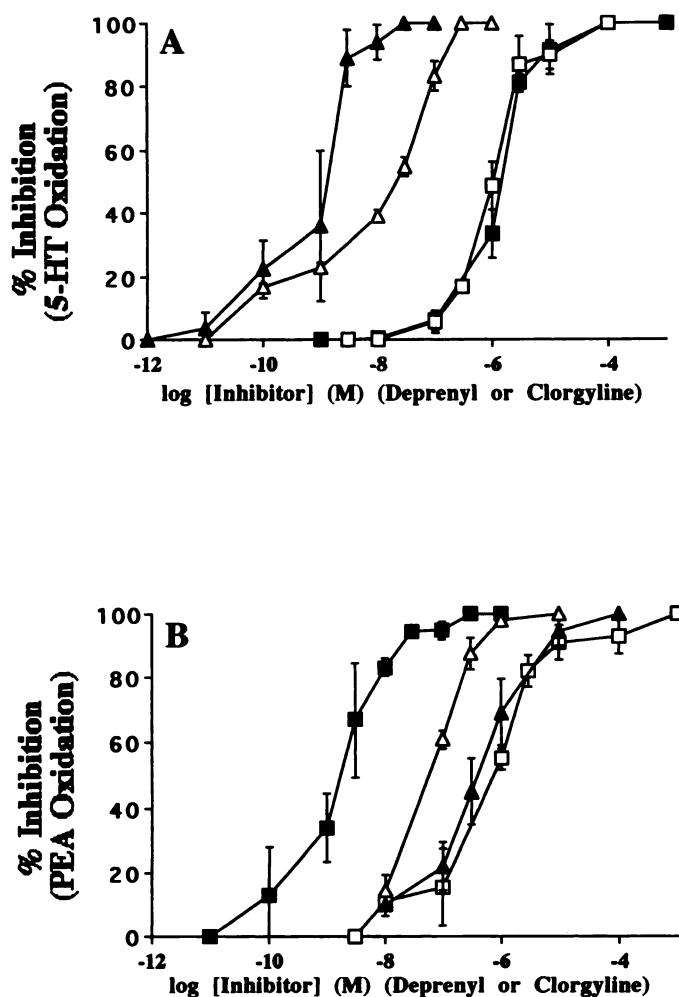 A
100
80
60
40
20
0
% Inhibition
(5-HT Oxidation)
-12 -10 -8 -6 -4
log [Inhibitor] (M) (Deprenyl or Clorgyline)
B
100
80
60
40
20
0
% Inhibition
(PEA Oxidation)
-12 -10 -8 -6 -4
log [Inhibitor] (M) (Deprenyl or Clorgyline)